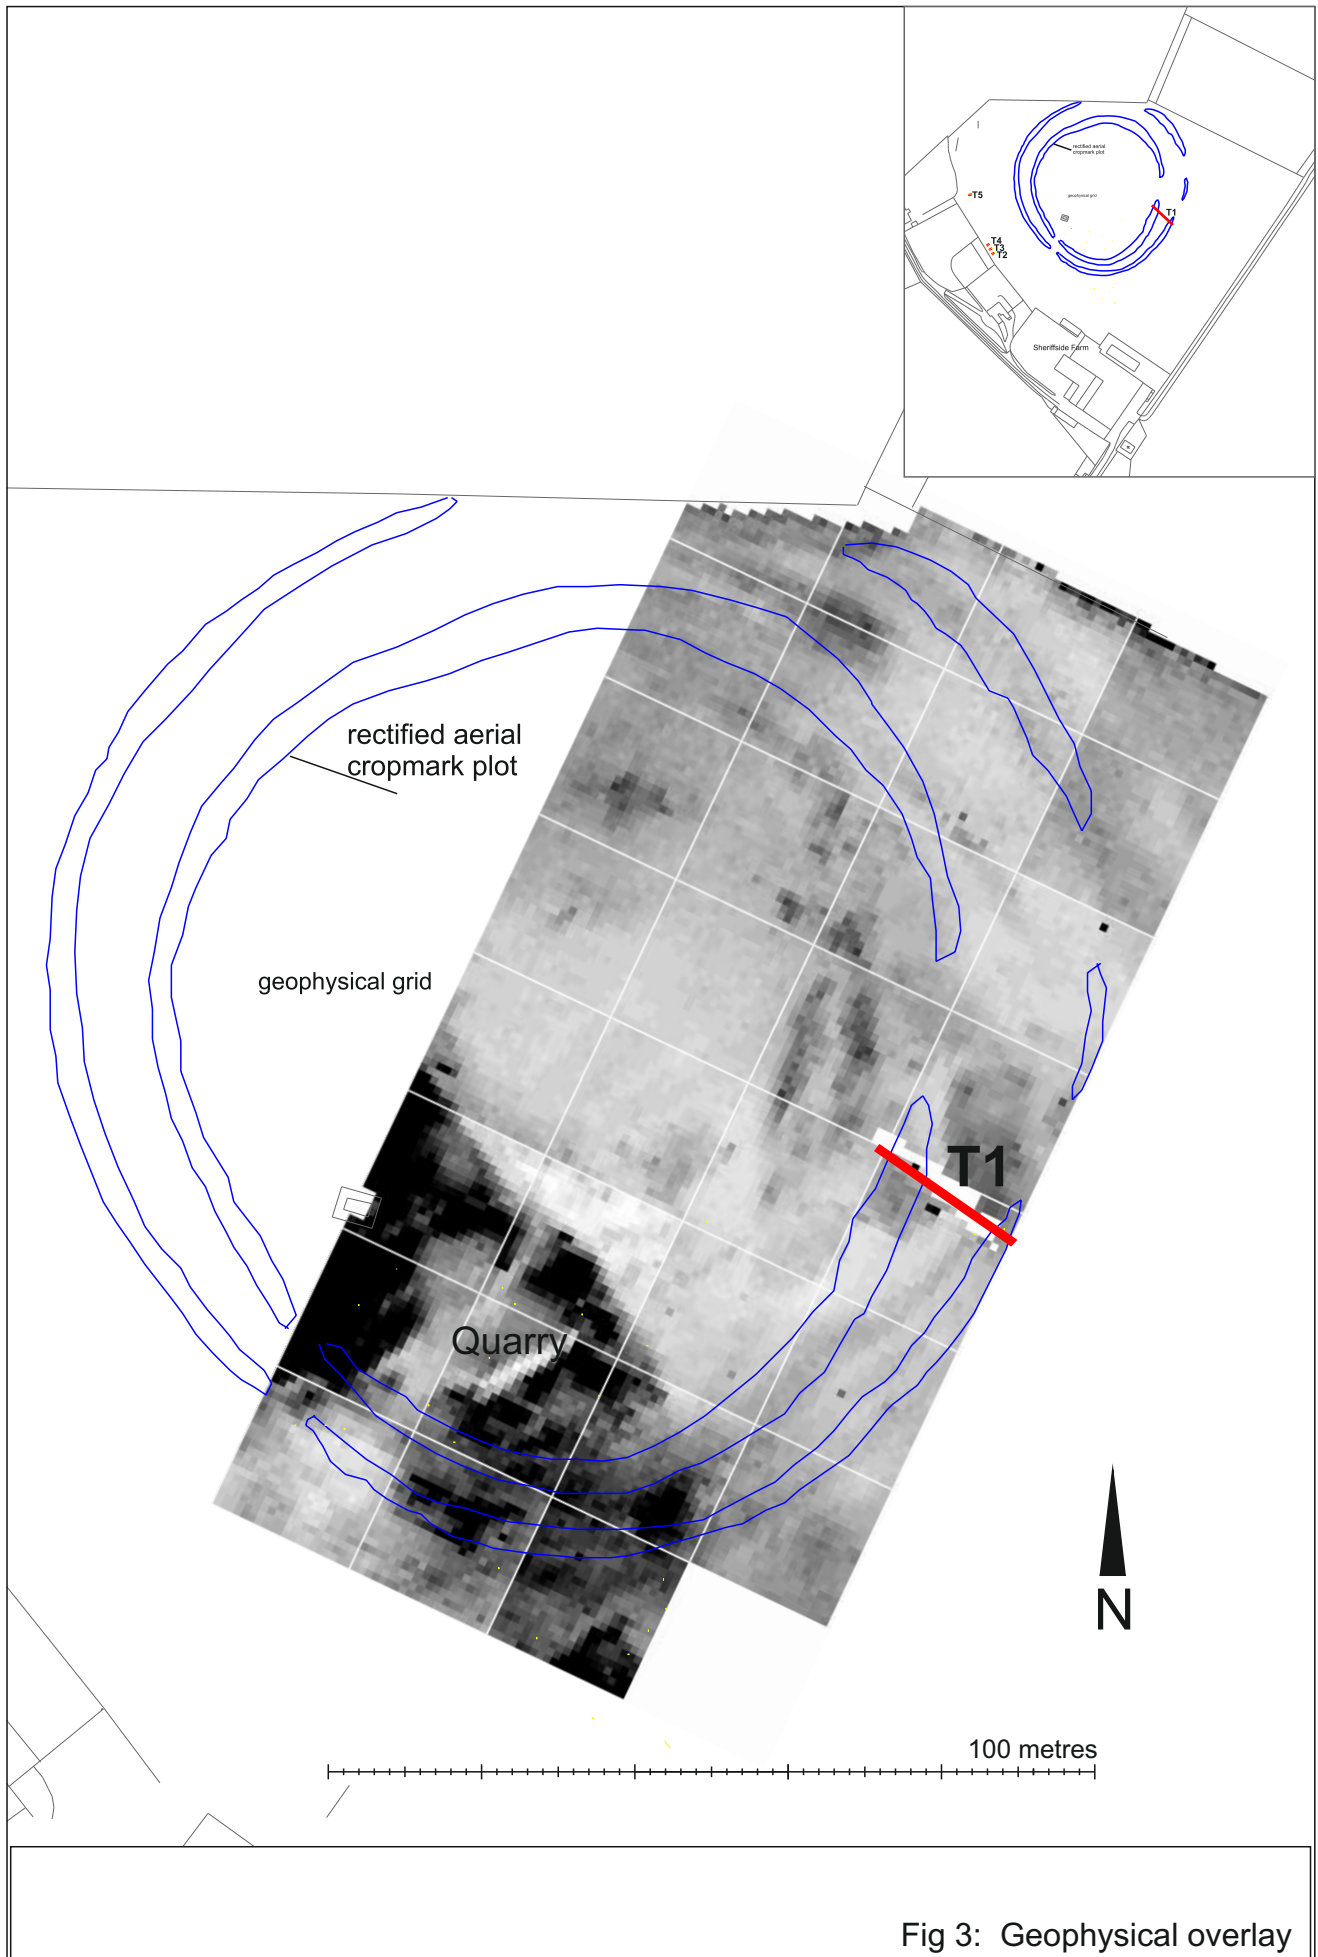 rectified aerial
cropmark plot
geophysical grid
T1
T5
T4
T3
T2
Sheriffside Farm
rectified aerial
cropmark plot
geophysical grid
T1
Quarry
N
100 metres
Fig 3: Geophysical overlay